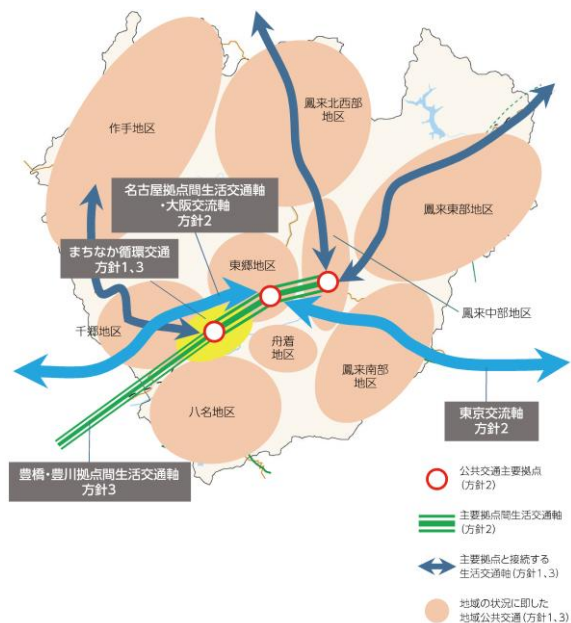 作手地区
鳳来北西部
地区
鳳来東部地区
名古屋拠点間生活交通軸
・大阪交流軸
方針2
まちなか循環交通
方針1、3
東郷地区
鳳来中部地区
千郷地区
舟着
地区
鳳来南部
地区
八名地区
東京交流軸
方針2
豊橋・豊川拠点間生活交通軸
方針3
公共交通主要拠点
(方針2)
主要拠点間生活交通軸
(方針2)
主要拠点と接続する
生活交通軸(方針1、3)
地域の状況に即した
地域公共交通(方針1、3)